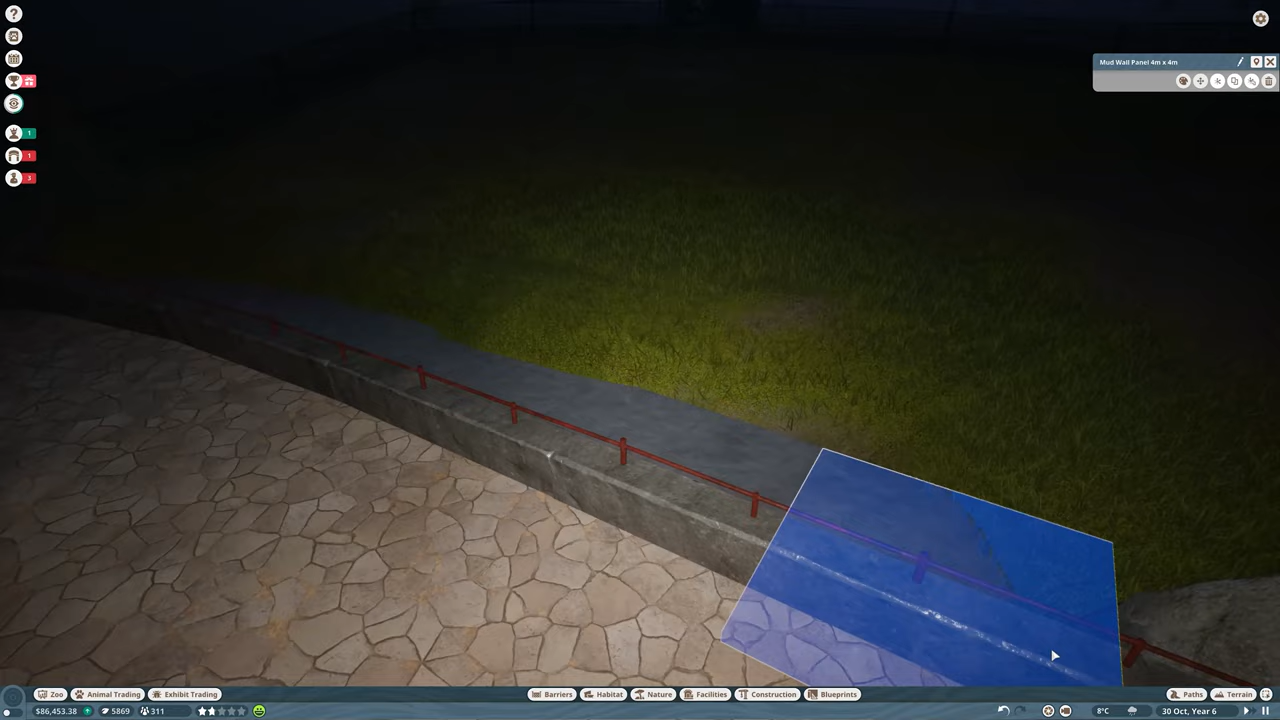 ?
Mud Wall Panel 4m x 4m
1
1
3
Zoo
Animal Trading
Exhibit Trading
Barriers
Habitat
Nature
Facilities
Construction
Blueprints
Paths
Terrain
$86,453.38
5869
311
8°C
30 Oct, Year 6